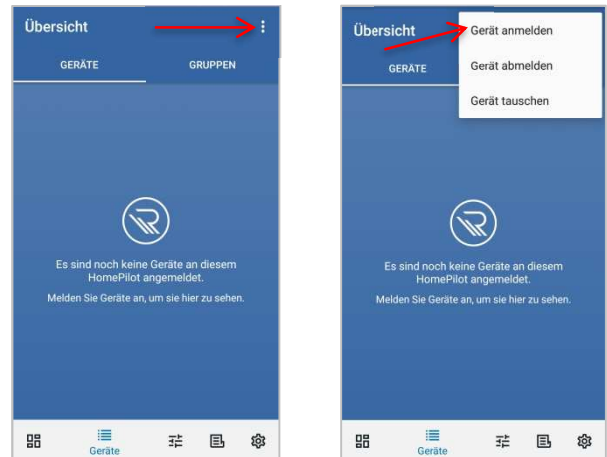 Übersicht
GERÄTE GRUPPEN
Es sind noch keine Geräte an diesem
HomePilot angemeldet.
Melden Sie Geräte an, um sie hier zu sehen.
Geräte
Übersicht
GERÄTE
Gerät anmelden
Gerät abmelden
Gerät tauschen
Es sind noch keine Geräte an diesem
HomePilot angemeldet.
Melden Sie Geräte an, um sie hier zu sehen.
Geräte